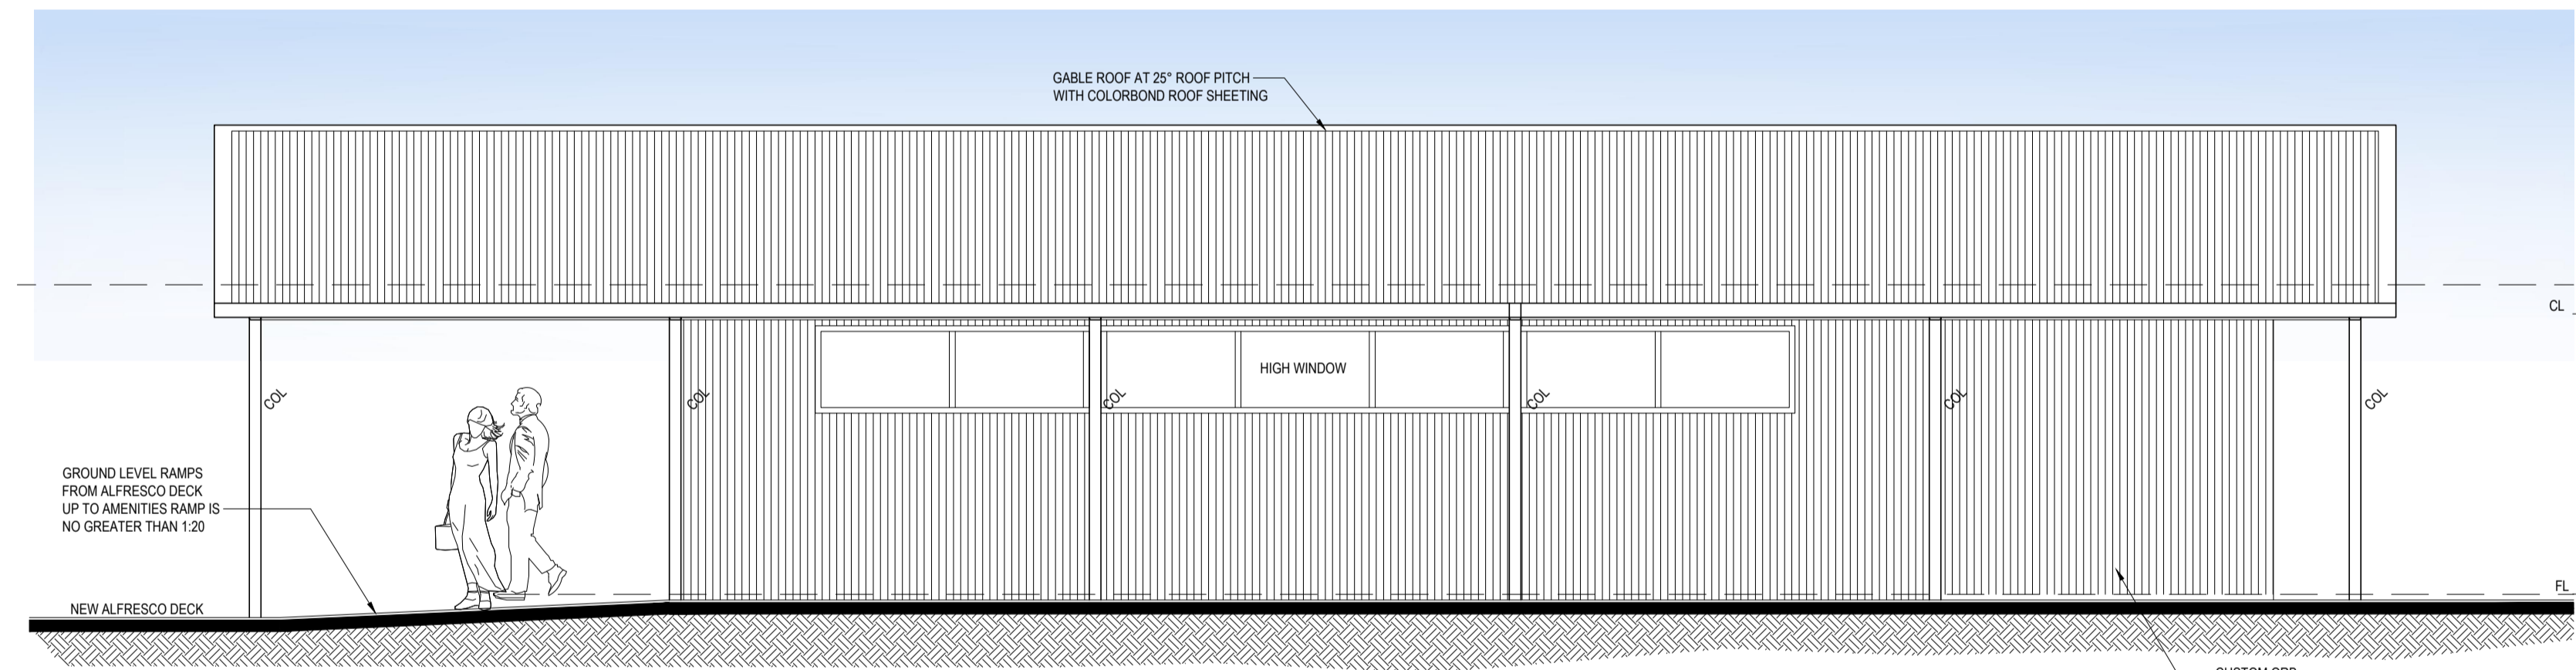 GABLE ROOF AT 25° ROOF PITCH
WITH COLORBOND ROOF SHEETING
CL
HIGH WINDOW
COL
COL
COL
COL
COL
COL
GROUND LEVEL RAMPS
FROM ALFRESCO DECK
UP TO AMENITIES RAMP IS
NO GREATER THAN 1:20
FL
NEW ALFRESCO DECK
CUSTOM ORB